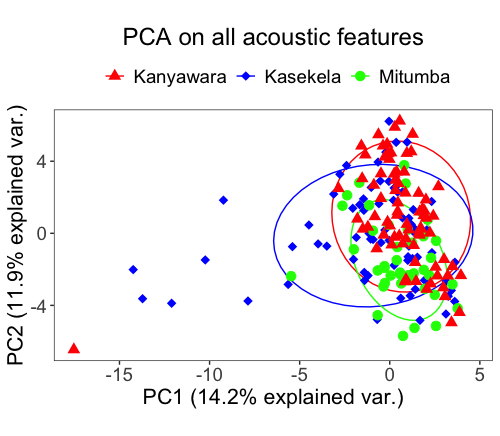 PCA on all acoustic features
Kanyawara Kasekela Mitumba
PC2 (11.9% explained var.)
4
0
-4
-15 -10 -5 0 5
PC1 (14.2% explained var.)